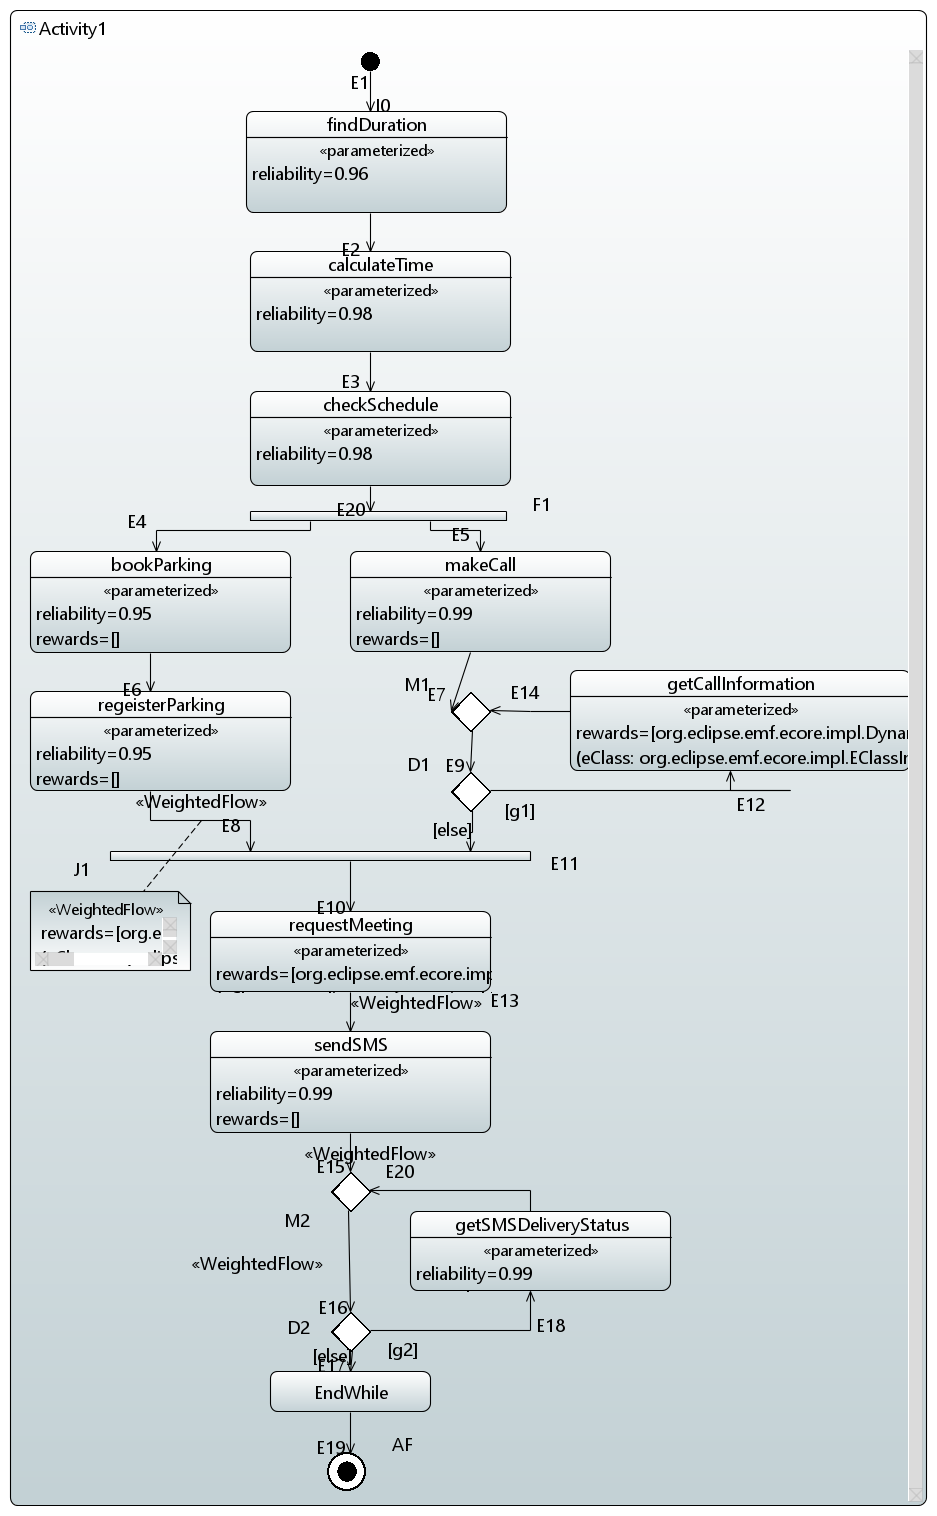 Activity1
E1
I0
findDuration
«parameterized»
reliability=0.96
E2
calculateTime
«parameterized»
reliability=0.98
E3
checkSchedule
«parameterized»
reliability=0.98
E20
F1
E4
E5
bookParking
«parameterized»
reliability=0.95
rewards=[]
makeCall
«parameterized»
reliability=0.99
rewards=[]
E6
M1
E7
E14
getCallInformation
«parameterized»
rewards=[org.eclipse.emf.ecore.impl.Dynar
(eClass: org.eclipse.emf.ecore.impl.EClassIn
regeisterParking
«parameterized»
reliability=0.95
rewards=[]
D1
E9
[g1]
E12
«WeightedFlow»
E8
[else]
J1
E11
«WeightedFlow»
rewards=[org.e
E10
requestMeeting
«parameterized»
rewards=[org.eclipse.emf.ecore.imp
«WeightedFlow»
E13
sendSMS
«parameterized»
reliability=0.99
rewards=[]
«WeightedFlow»
E15
E20
M2
getSMSDeliveryStatus
«parameterized»
reliability=0.99
«WeightedFlow»
E16
D2
E18
[else]
[g2]
E17
EndWhile
E19
AF